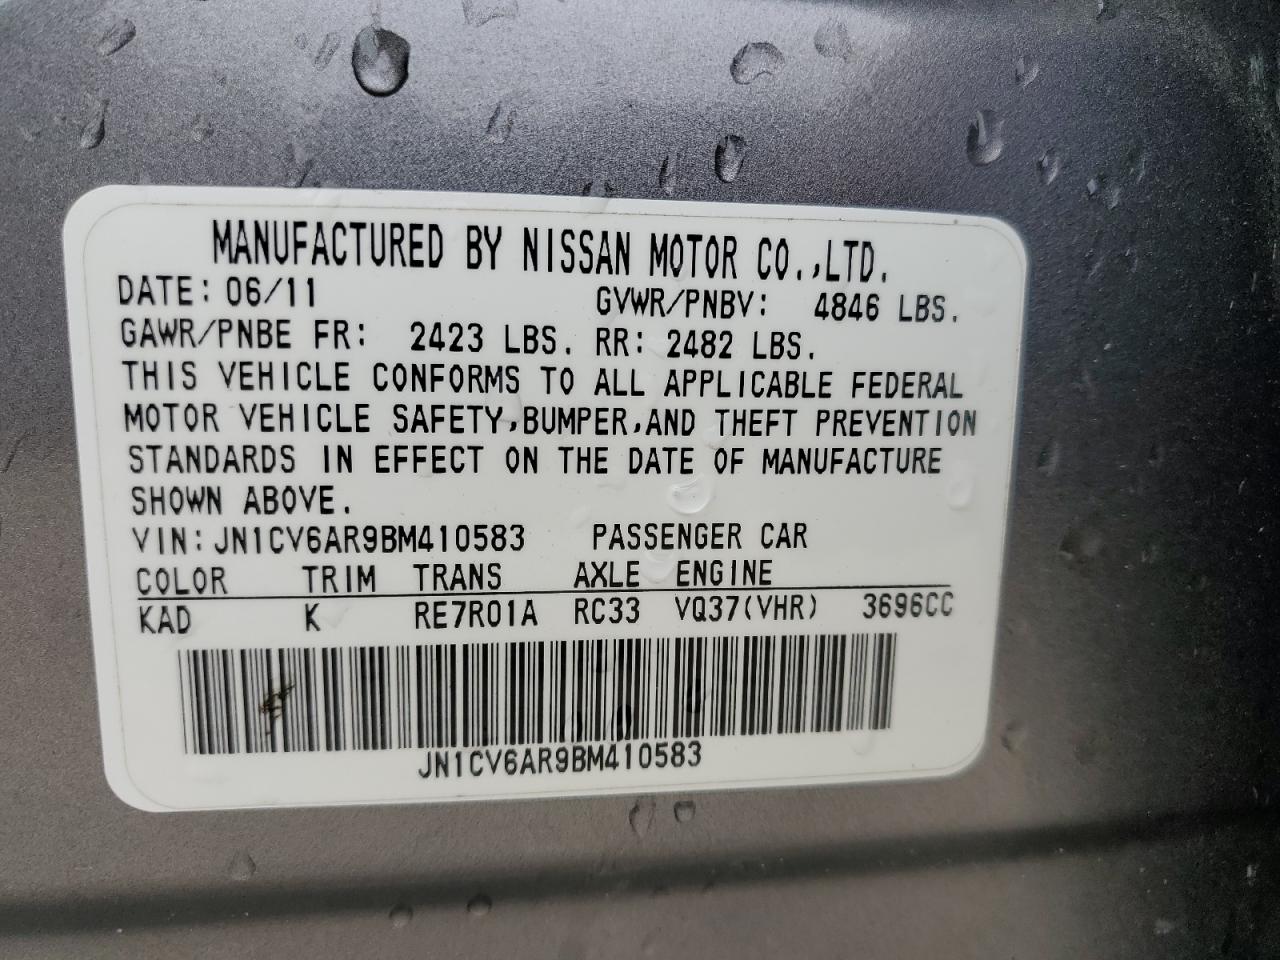 MANUFACTURED BY NISSAN MOTOR CO.,LTD.
DATE: 06/11 GVWR/PNBV: 4846 LBS.
GAWR/PNBE FR: 2423 LBS. RR: 2482 LBS.
THIS VEHICLE CONFORMS TO ALL APPLICABLE FEDERAL
MOTOR VEHICLE SAFETY,BUMPER,AND THEFT PREVENTION
STANDARDS IN EFFECT ON THE DATE OF MANUFACTURE
SHOWN ABOVE.
VIN: JN1CV6AR9BM410583 PASSENGER CAR
COLOR TRIM TRANS AXLE ENGINE
KAD K RE7R01A RC33 VQ37(VHR) 3696CC
JN1CV6AR9BM410583